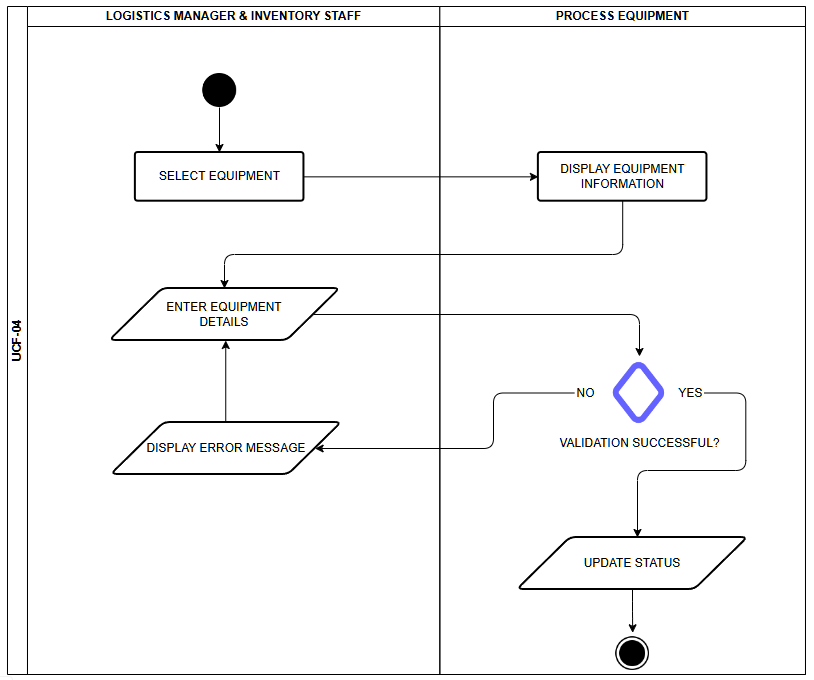 LOGISTICS MANAGER & INVENTORY STAFF
PROCESS EQUIPMENT
UCF-04
SELECT EQUIPMENT
DISPLAY EQUIPMENT
INFORMATION
ENTER EQUIPMENT
DETAILS
NO
YES
VALIDATION SUCCESSFUL?
DISPLAY ERROR MESSAGE
UPDATE STATUS